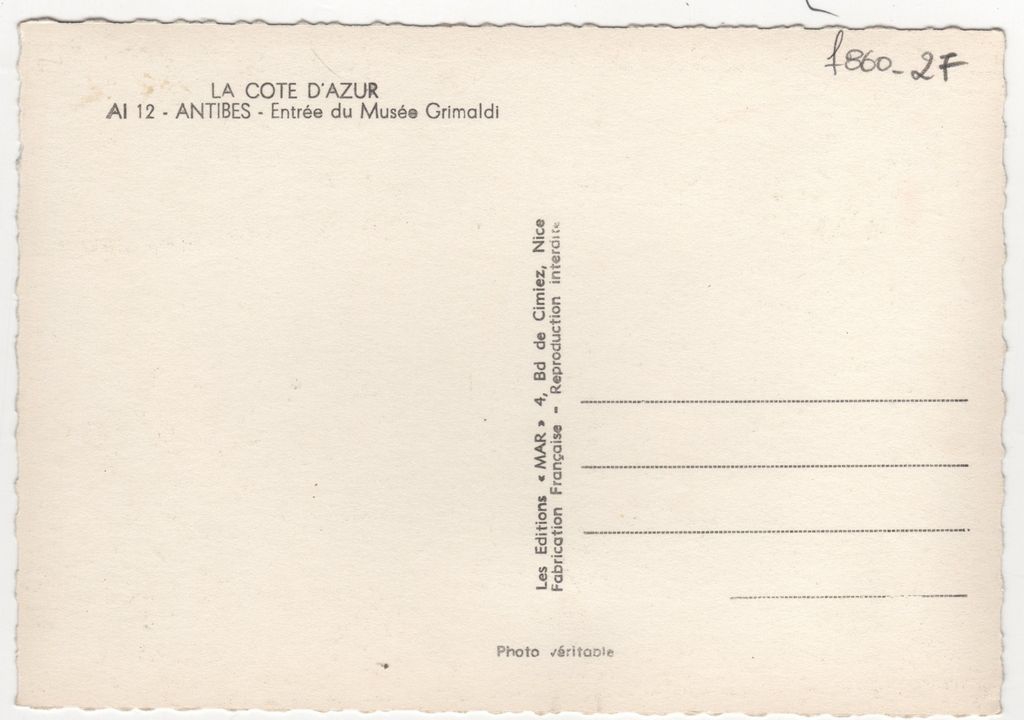 f860-2F
LA COTE D'AZUR
AI 12 - ANTIBES - Entrée du Musée Grimaldi
Les Editions « MAR » 4, Bd de Cimiez, Nice
Fabrication Française - Reproduction interdite
Photo véritable